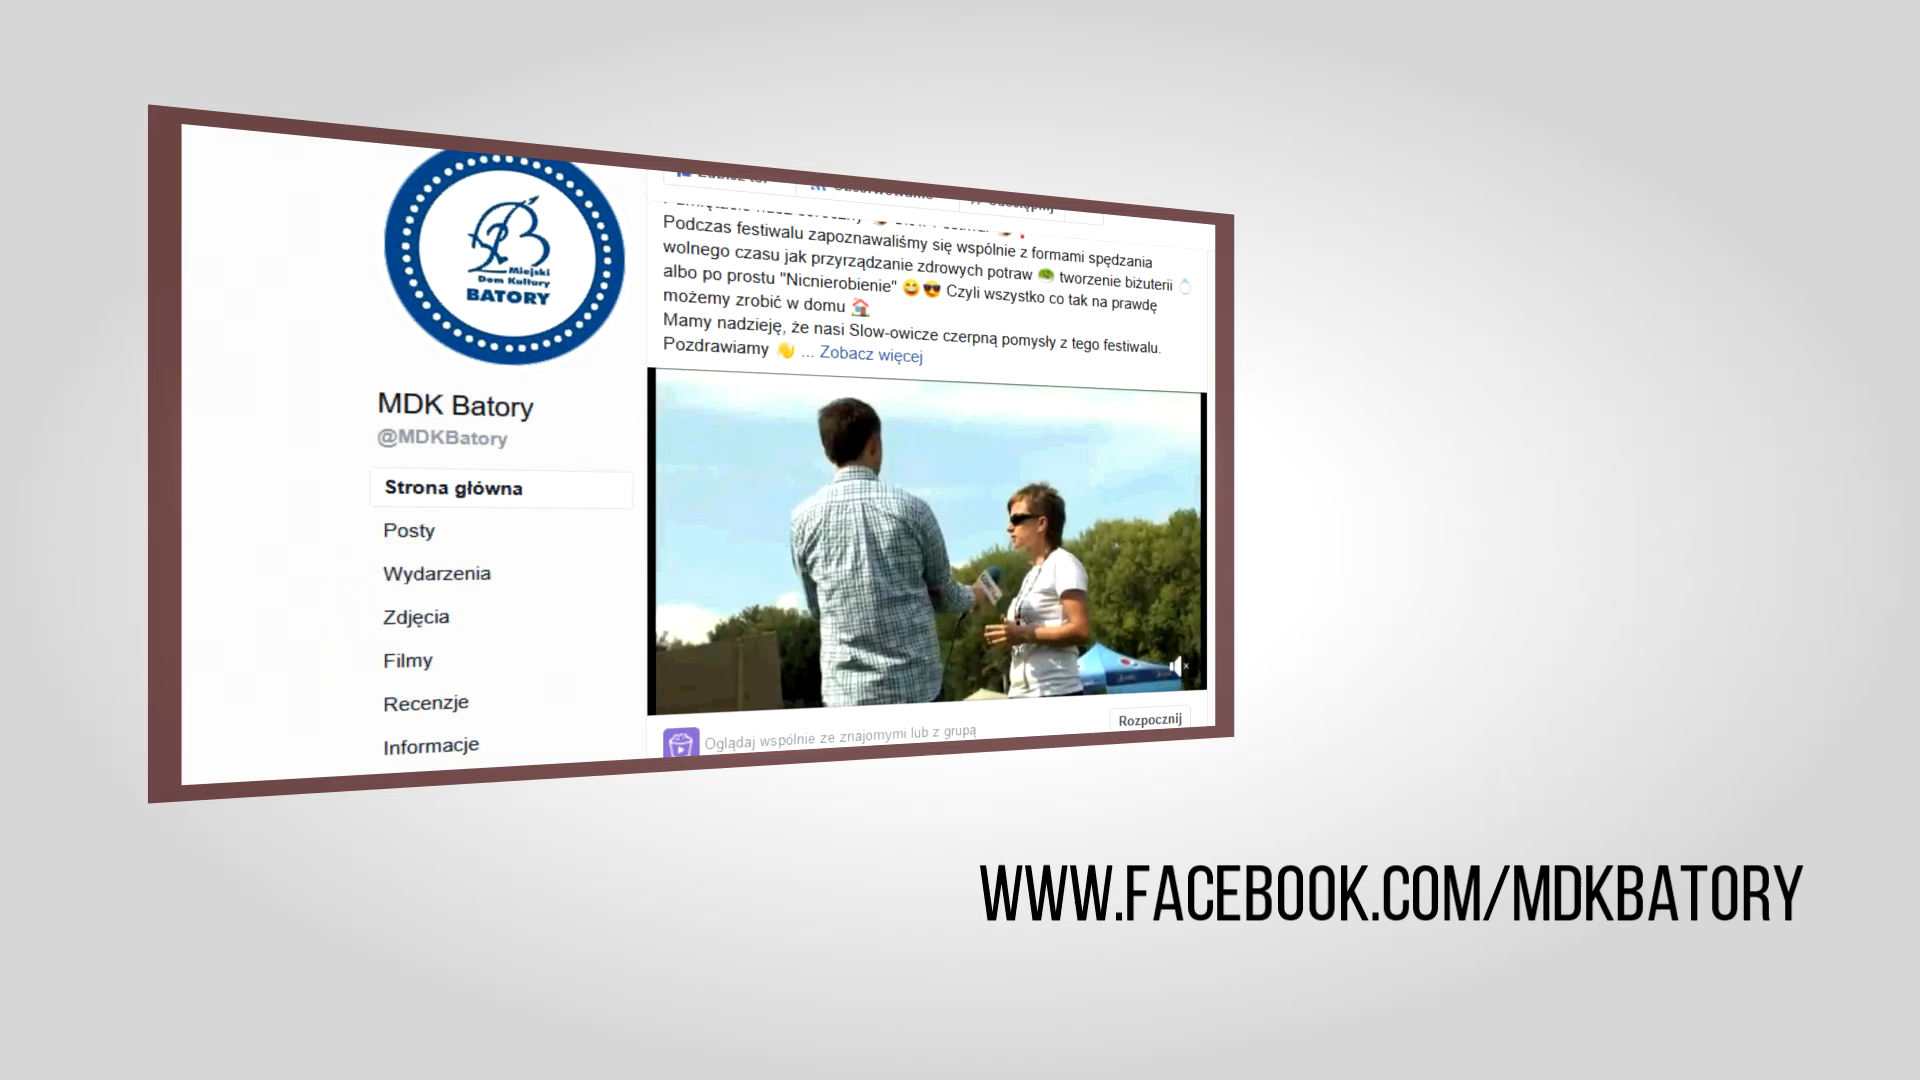 Miejski
Dom Kultury
BATORY
MDK Batory
@MDKBatory
Strona główna
Posty
Wydarzenia
Zdjęcia
Filmy
Recenzje
Informacje
Podczas festiwalu zapoznawaliśmy się wspólnie z formami spędzania
wolnego czasu jak przyrządzanie zdrowych potraw 🥬 tworzenie biżuterii 💍
albo po prostu "Nicnierobienie" 😄😎 Czyli wszystko co tak na prawdę
możemy zrobić w domu 🏠
Mamy nadzieję, że nasi Slow-owicze czerpną pomysły z tego festiwalu.
Pozdrawiamy 👋 ... Zobacz więcej
Oglądaj wspólnie ze znajomymi lub z grupą
Rozpocznij
WWW.FACEBOOK.COM/MDKBATORY